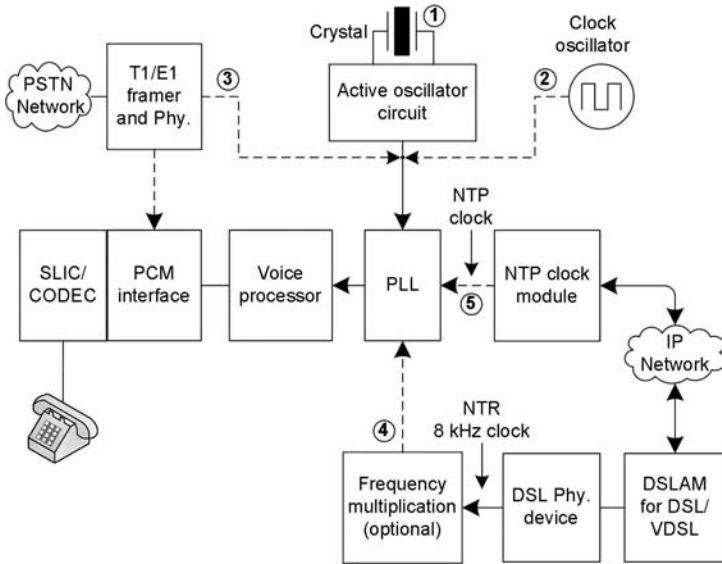 Crystal
1
Clock
oscillator
PSTN
Network
T1/E1
framer
and Phy.
3
Active oscillator
circuit
2
NTP
clock
SLIC/
CODEC
PCM
interface
Voice
processor
PLL
5
NTP clock
module
IP
Network
4
NTR
8 kHz clock
Frequency
multiplication
(optional)
DSL Phy.
device
DSLAM
for DSL/
VDSL